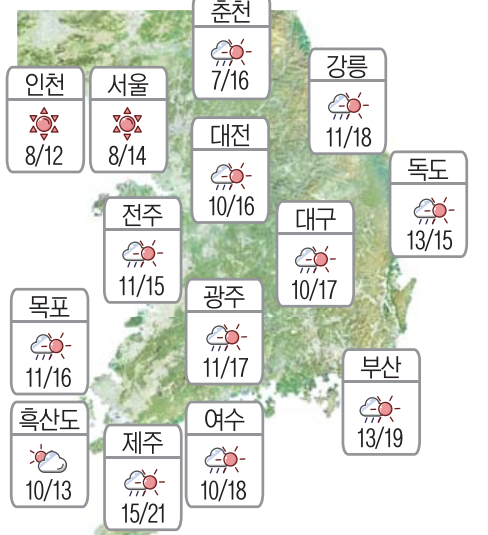 춘천
7/16
강릉
11/18
인천
8/12
서울
8/14
대전
10/16
독도
13/15
전주
11/15
대구
10/17
목포
11/16
광주
11/17
부산
13/19
흑산도
10/13
제주
15/21
여수
10/18